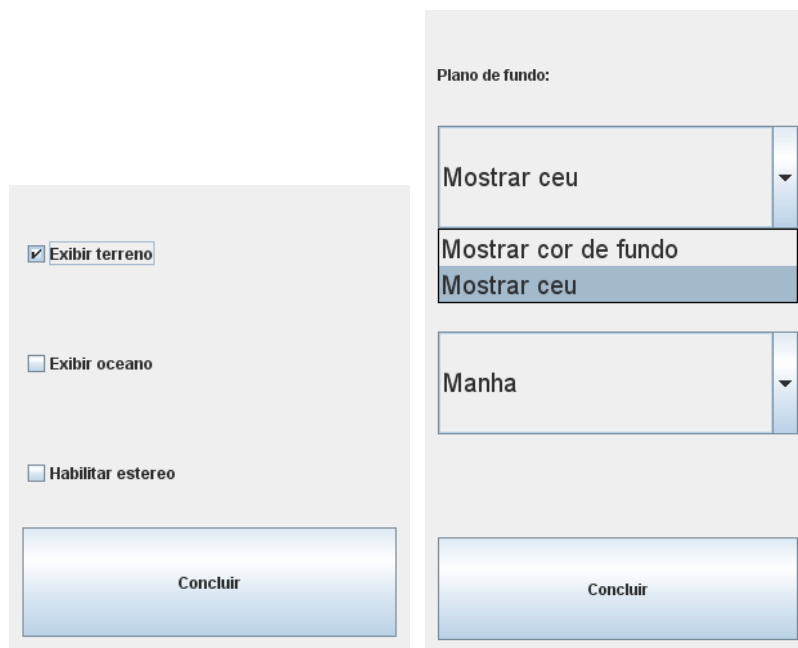 Exibir terreno
Exibir oceano
Habilitar estereo
Concluir
Plano de fundo:
Mostrar ceu
Mostrar cor de fundo
Mostrar ceu
Manha
Concluir